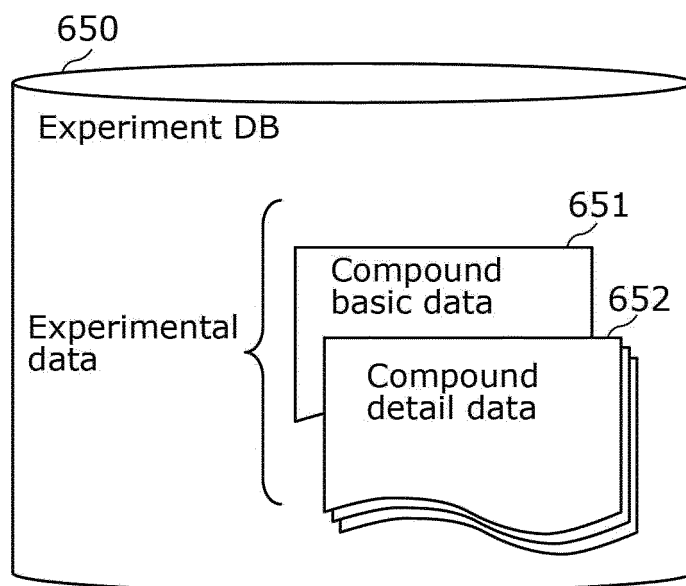 650
Experiment DB
651
Compound
basic data
652
Experimental
data
Compound
detail data